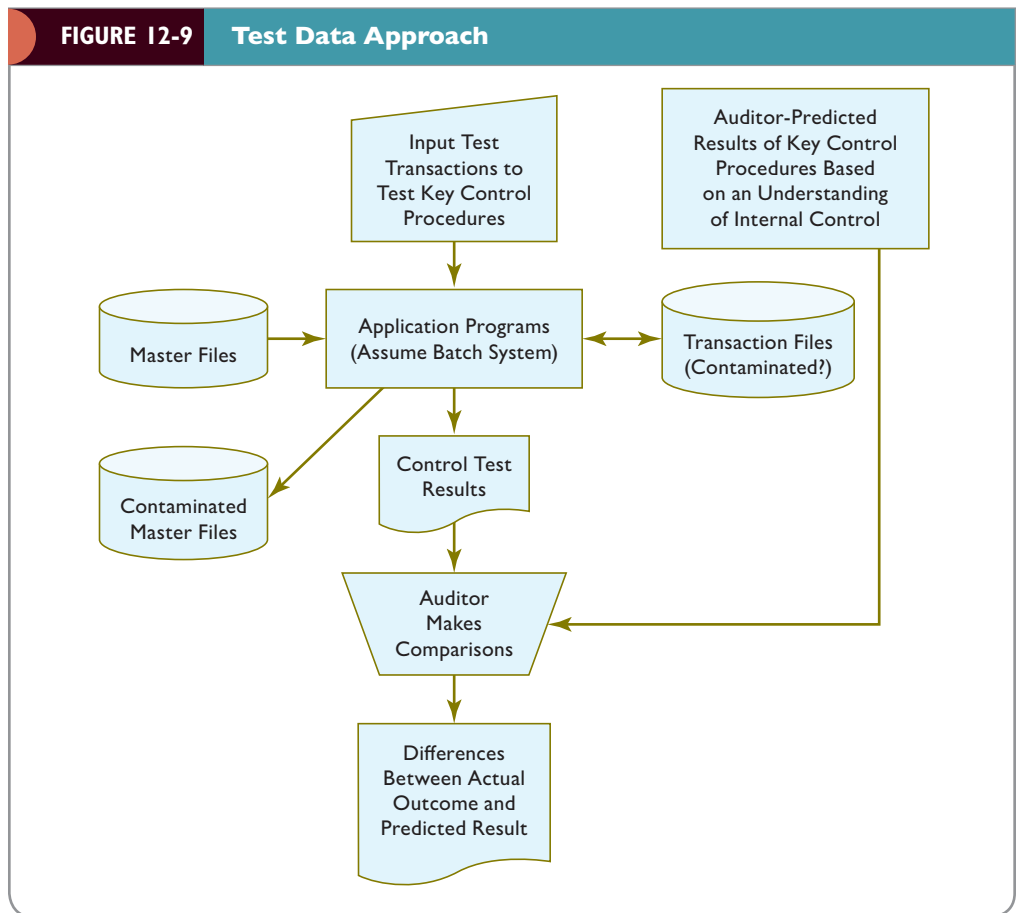 FIGURE 12-9
Test Data Approach
Input Test
Transactions to
Test Key Control
Procedures
Auditor-Predicted
Results of Key Control
Procedures Based
on an Understanding
of Internal Control
Master Files
Application Programs
(Assume Batch System)
Transaction Files
(Contaminated?)
Contaminated
Master Files
Control Test
Results
Auditor
Makes
Comparisons
Differences
Between Actual
Outcome and
Predicted Result